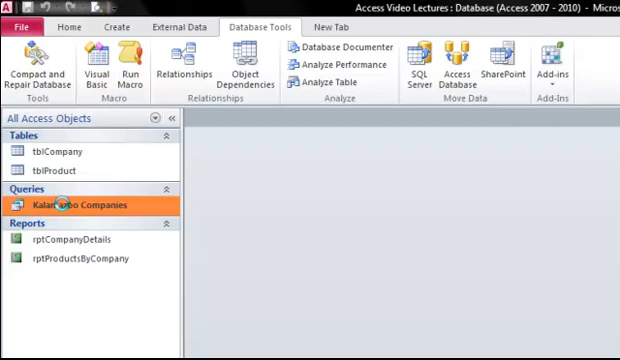 Access Video Lectures : Database (Access 2007 - 2010) - Micros
File Home Create External Data Database Tools New Tab
Compact and Repair Database
Visual Basic
Run Macro
Relationships
Object Dependencies
Database Documenter
Analyze Performance
Analyze Table
SQL Server
Access Database
SharePoint
Add-ins
Tools Macro Relationships Analyze Move Data Add-Ins
All Access Objects
Tables
tblCompany
tblProduct
Queries
Kalamazoo Companies
Reports
rptCompanyDetails
rptProductsByCompany